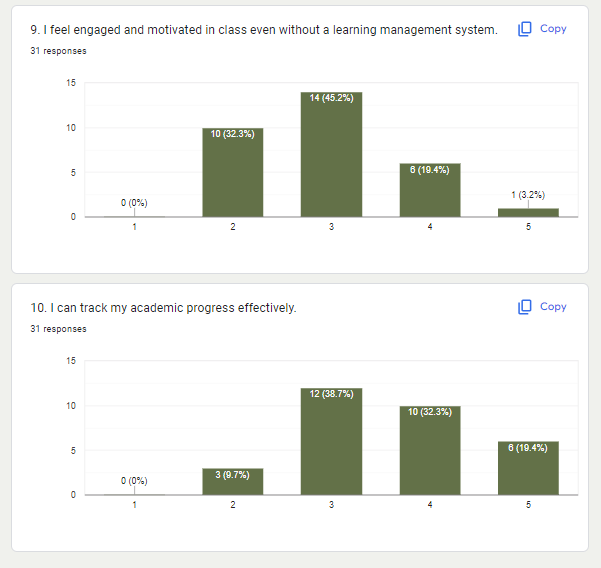 9. I feel engaged and motivated in class even without a learning management system.
Copy
31 responses
15
10
5
0
0 (0%)
10 (32.3%)
14 (45.2%)
6 (19.4%)
1 (3.2%)
1 2 3 4 5
10. I can track my academic progress effectively.
Copy
31 responses
15
10
5
0
0 (0%)
3 (9.7%)
12 (38.7%)
10 (32.3%)
6 (19.4%)
1 2 3 4 5